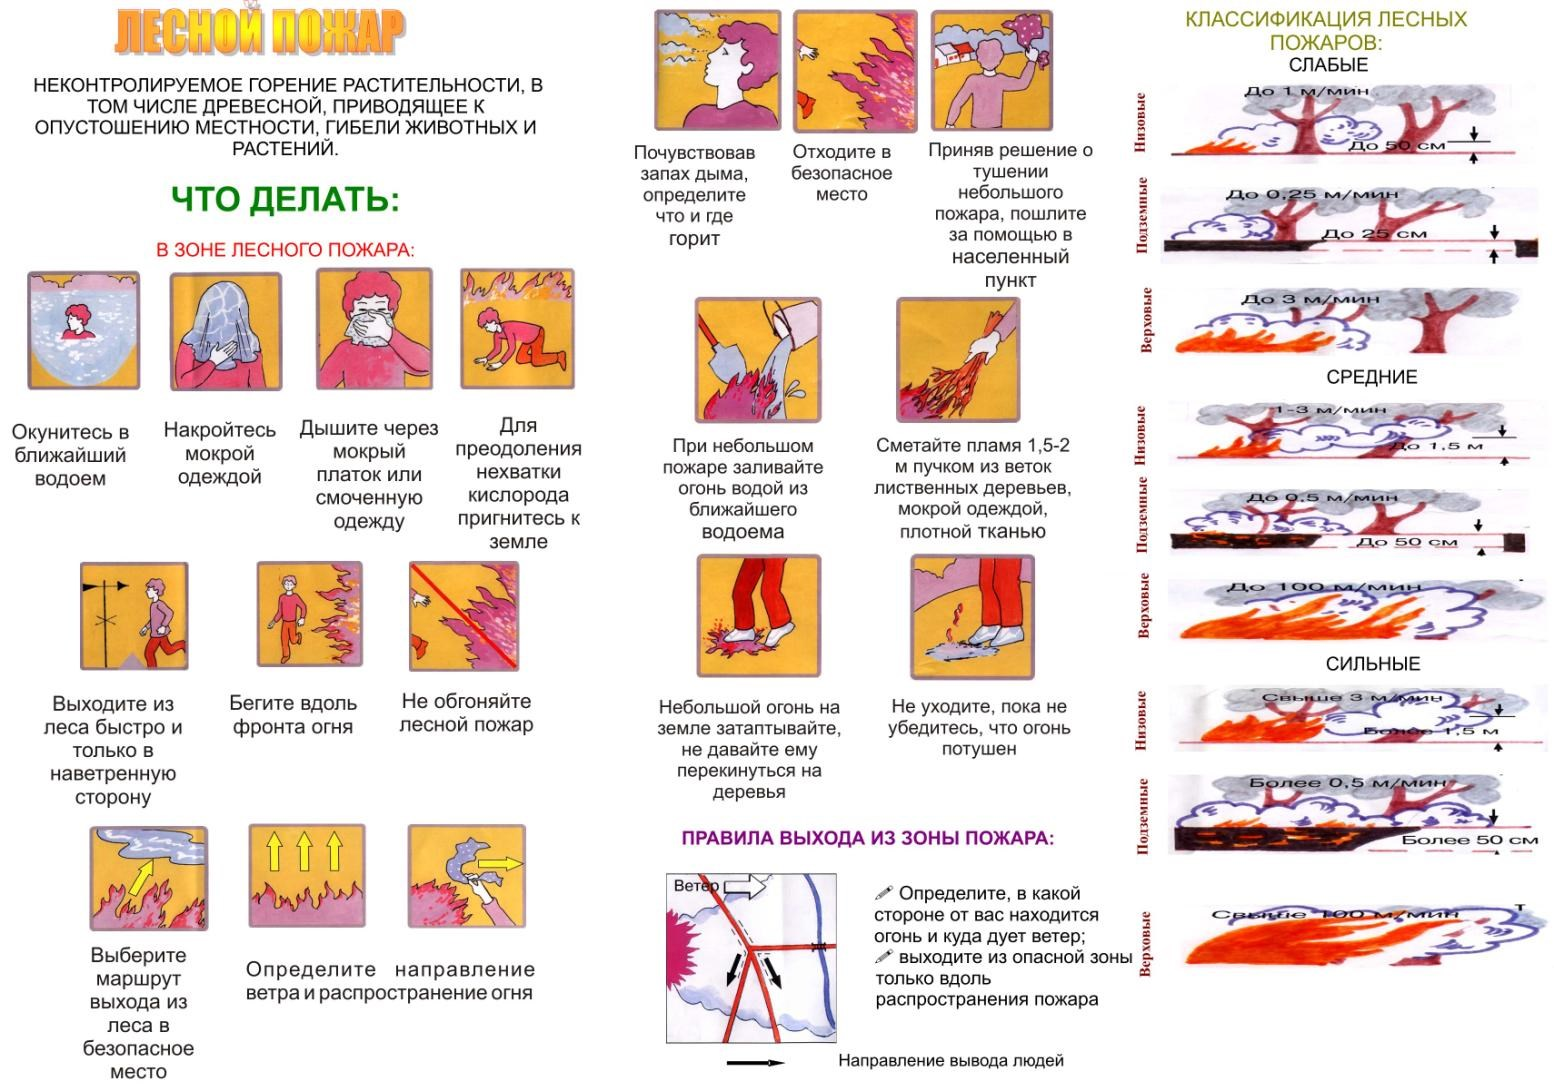 ЛЕСНОЙ ПОЖАР
НЕКОНТРОЛИРУЕМОЕ ГОРЕНИЕ РАСТИТЕЛЬНОСТИ, В
ТОМ ЧИСЛЕ ДРЕВЕСНОЙ, ПРИВОДЯЩЕЕ К
ОПУСТОШЕНИЮ МЕСТНОСТИ, ГИБЕЛИ ЖИВОТНЫХ И
РАСТЕНИЙ.
ЧТО ДЕЛАТЬ:
В ЗОНЕ ЛЕСНОГО ПОЖАРА:
Окунитесь в
ближайший
водоем
Накройтесь
мокрой
одеждой
Дышите через
мокрый
платок или
смоченную
одежду
Для
преодоления
нехватки
кислорода
пригнитесь к
земле
Выходите из
леса быстро и
только в
наветренную
сторону
Бегите вдоль
фронта огня
Не обгоняйте
лесной пожар
Выберите
маршрут
выхода из
леса в
безопасное
место
Определите направление
ветра и распространение огня
Почувствовав
запах дыма,
определите
что и где
горит
Отходите в
безопасное
место
Приняв решение о
тушении
небольшого
пожара, пошлите
за помощью в
населенный
пункт
При небольшом
пожаре заливайте
огонь водой из
ближайшего
водоема
Сметайте пламя 1,5-2
м пучком из веток
лиственных деревьев,
мокрой одеждой,
плотной тканью
Небольшой огонь на
земле затаптывайте,
не давайте ему
перекинуться на
деревья
Не уходите, пока не
убедитесь, что огонь
потушен
ПРАВИЛА ВЫХОДА ИЗ ЗОНЫ ПОЖАРА:
Ветер
Определите, в какой
стороне от вас находится
огонь и куда дует ветер;
выходите из опасной зоны
только вдоль
распространения пожара
Направление вывода людей
КЛАССИФИКАЦИЯ ЛЕСНЫХ
ПОЖАРОВ:
СЛАБЫЕ
Низовые
До 1 м/мин
До 50 см
Подземные
До 0,25 м/мин
До 25 см
Верховые
До 3 м/мин
СРЕДНИЕ
Низовые
1-3 м/мин
До 1,5 м
Подземные
До 0,5 м/мин
До 50 см
Верховые
До 100 м/мин
СИЛЬНЫЕ
Низовые
Свыше 3 м/мин
Более 1,5 м
Подземные
Более 0,5 м/мин
Более 50 см
Верховые
Свыше 100 м/мин
т